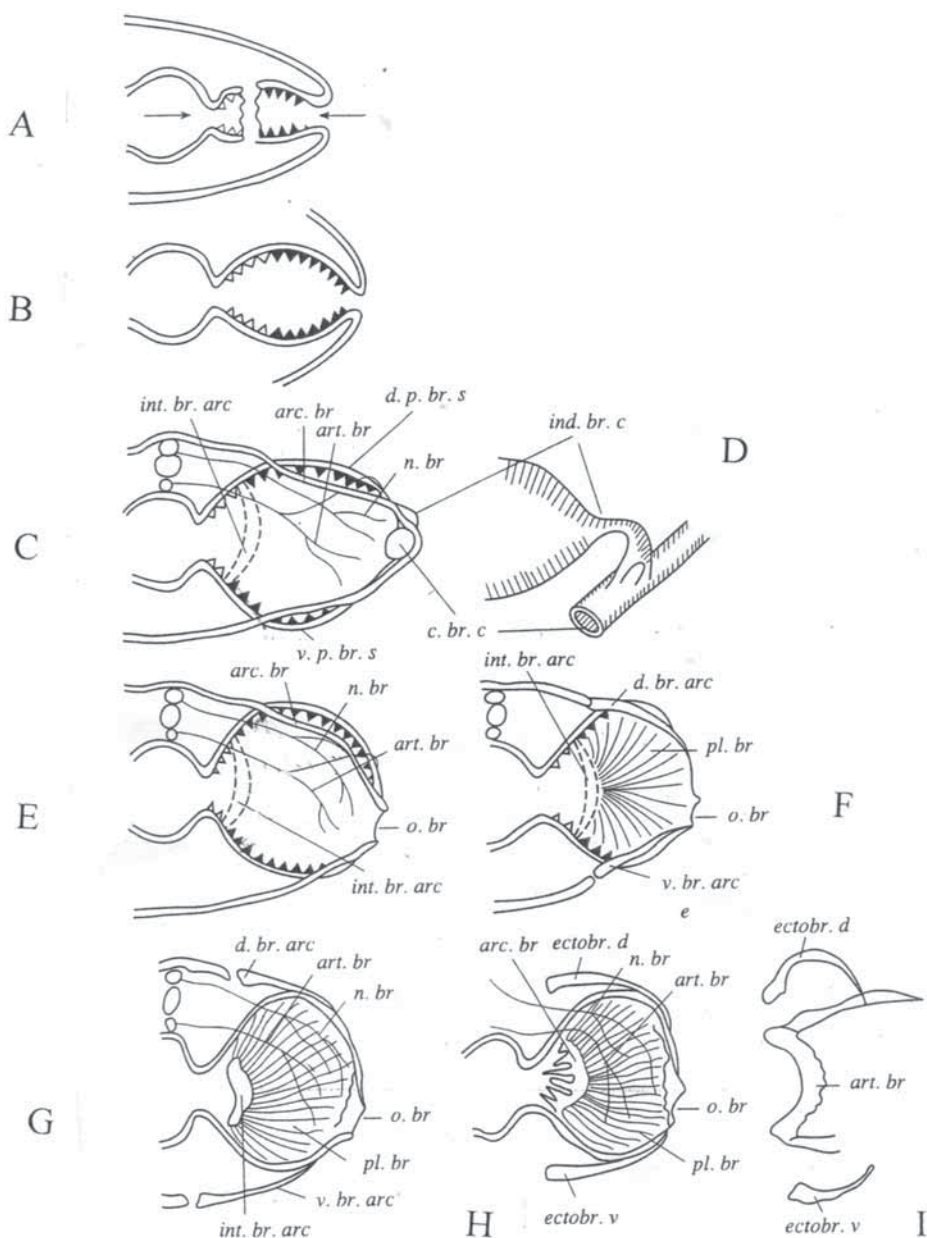 A
B
int. br. arc
arc. br
art. br
d. p. br. s
n. br
ind. br. c
D
C
c. br. c
v. p. br. s
arc. br
n. br
art. br
int. br. arc
d. br. arc
pl. br
E
o. br
o. br
F
int. br. arc
v. br. arc
e
d. br. arc
art. br
n. br
arc. br
ectobr. d
n. br
art. br
ectobr. d
art. br
G
o. br
o. br
pl. br
pl. br
v. br. arc
int. br. arc
H
ectobr. v
ectobr. v
I